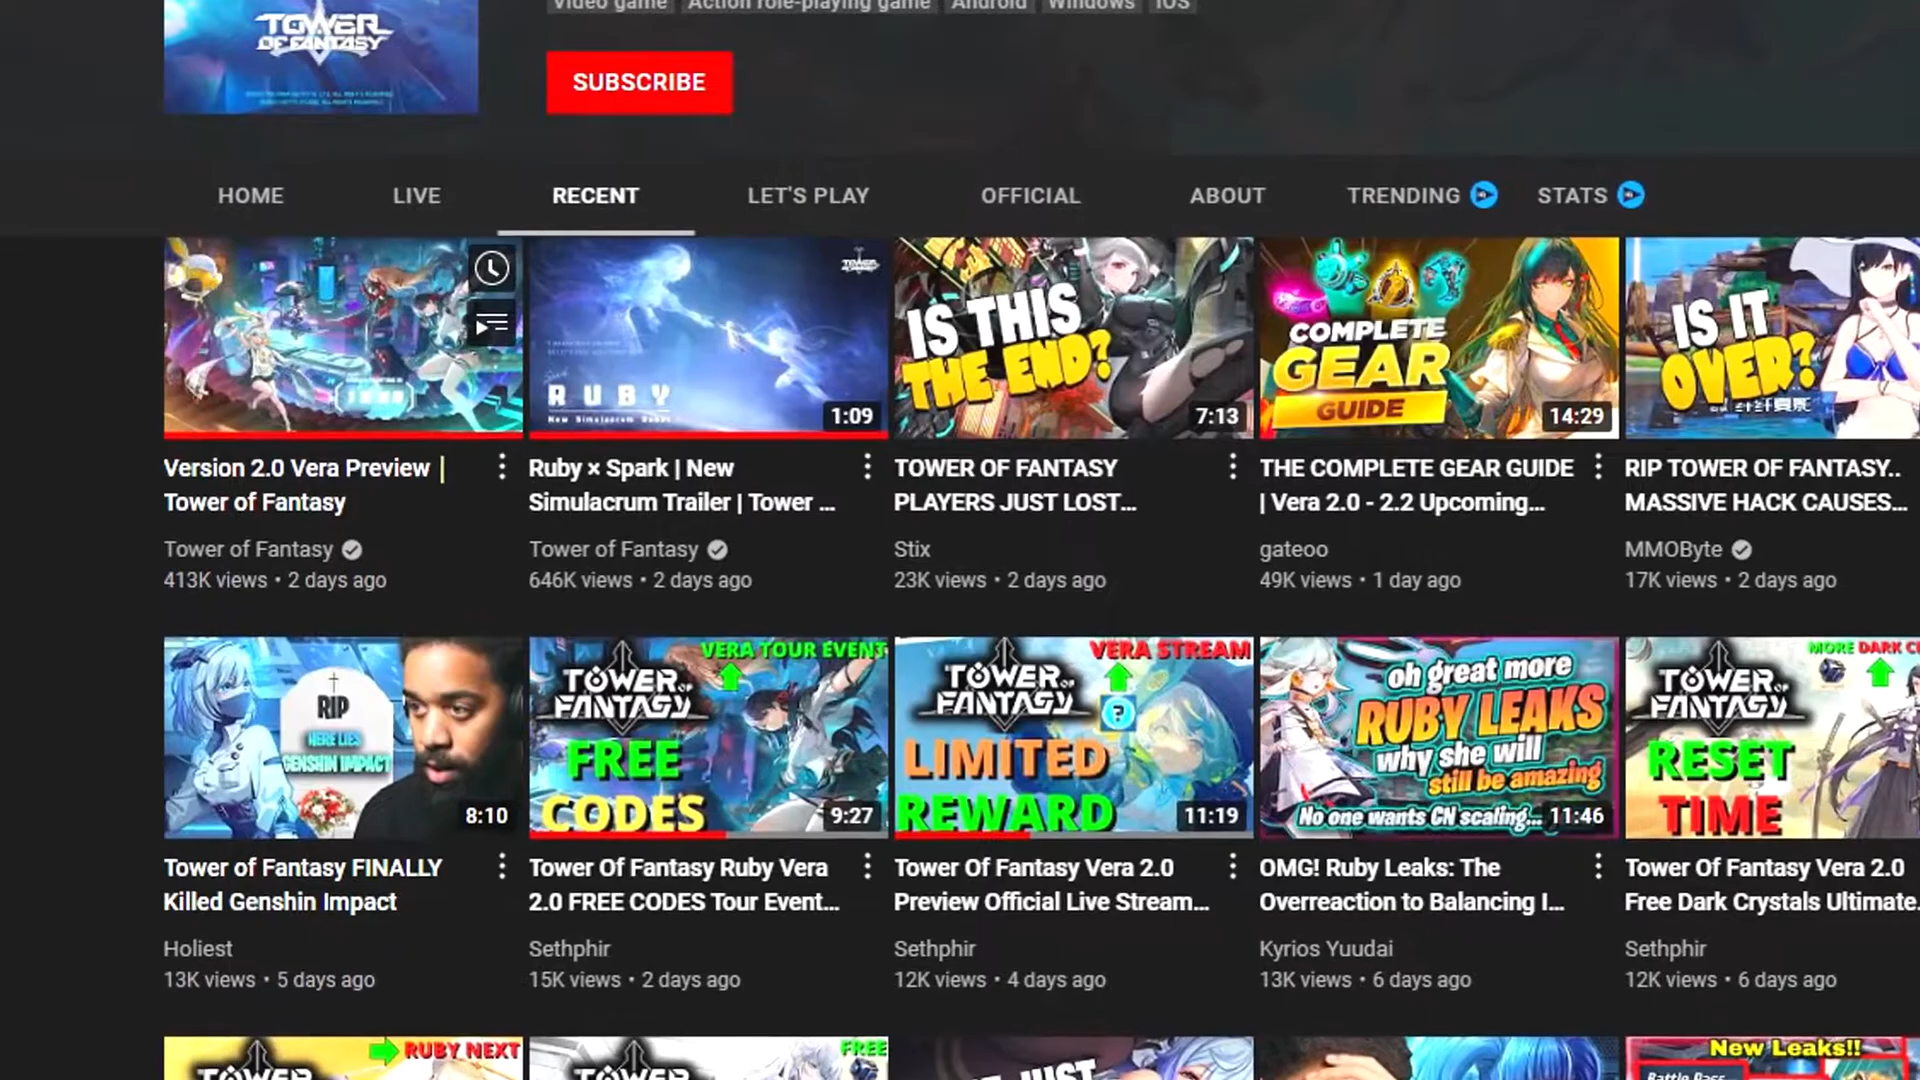 TOWER
OF FANTASY
Video game Action role-playing game Android Windows iOS
SUBSCRIBE
HOME LIVE RECENT LET'S PLAY OFFICIAL ABOUT TRENDING STATS
RUBY
New Simulacrum Debut
1:09
IS THIS
THE END?
7:13
COMPLETE
GEAR
GUIDE
14:29
IS IT
OVER?
Version 2.0 Vera Preview |
Tower of Fantasy
Tower of Fantasy
413K views • 2 days ago
Ruby × Spark | New
Simulacrum Trailer | Tower ...
Tower of Fantasy
646K views • 2 days ago
TOWER OF FANTASY
PLAYERS JUST LOST...
Stix
23K views • 2 days ago
THE COMPLETE GEAR GUIDE
| Vera 2.0 - 2.2 Upcoming...
gateoo
49K views • 1 day ago
RIP TOWER OF FANTASY..
MASSIVE HACK CAUSES...
MMOByte
17K views • 2 days ago
RIP
HERE LIES
GENSHIN IMPACT
8:10
VERA TOUR EVENT
TOWER OF
FANTASY
FREE
CODES
9:27
VERA STREAM
TOWER OF
FANTASY
?
LIMITED
REWARD
11:19
oh great more
RUBY LEAKS
why she will
still be amazing
No one wants CN scaling...
11:46
MORE DARK
TOWER OF
FANTASY
RESET
TIME
Tower of Fantasy FINALLY
Killed Genshin Impact
Holiest
13K views • 5 days ago
Tower Of Fantasy Ruby Vera
2.0 FREE CODES Tour Event...
Sethphir
15K views • 2 days ago
Tower Of Fantasy Vera 2.0
Preview Official Live Stream...
Sethphir
12K views • 4 days ago
OMG! Ruby Leaks: The
Overreaction to Balancing I...
Kyrios Yuudai
13K views • 6 days ago
Tower Of Fantasy Vera 2.0
Free Dark Crystals Ultimate.
Sethphir
12K views • 6 days ago
RUBY NEXT
TOWER
FREE
TOWER
JUST
New Leaks!!
Battle Pass